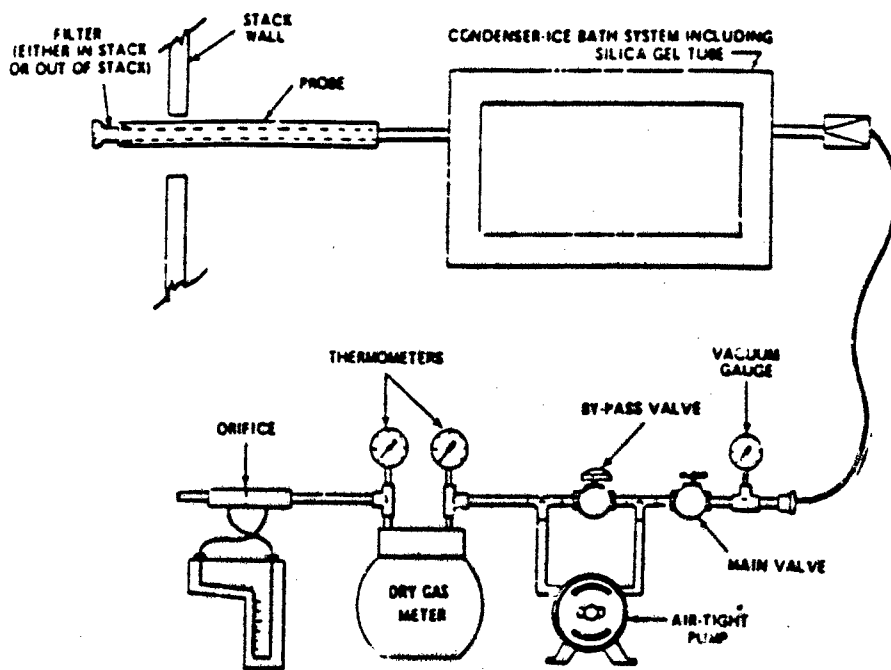 FILTER
(EITHER IN STACK
OR OUT OF STACK)
STACK
WALL
PROBE
CONDENSER-ICE BATH SYSTEM INCLUDING
SILICA GEL TUBE
THERMOMETERS
VACUUM
GAUGE
BY-PASS VALVE
ORIFICE
MAIN VALVE
DRY GAS
METER
AIR-TIGHT
PUMP